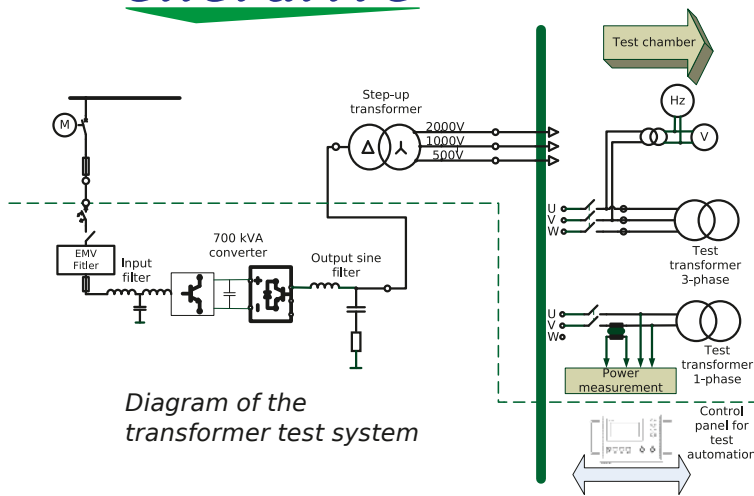 Test chamber
Hz
Step-up
transformer
M
2000V
1000V
500V
V
U
V
W
EMV
Fitler
Input
filter
700 kVA
converter
Output sine
filter
Test
transformer
3-phase
U
V
W
Test
transformer
1-phase
Power
measurement
Diagram of the
transformer test system
Control
panel for
test
automation